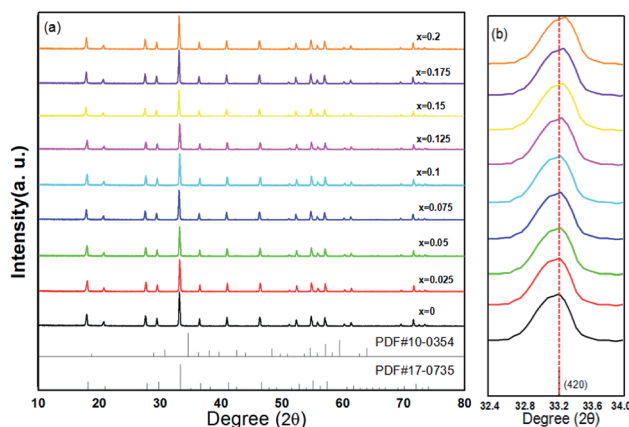 (a)
x=0.2
x=0.175
x=0.15
x=0.125
x=0.1
x=0.075
x=0.05
x=0.025
x=0
PDF#10-0354
PDF#17-0735
Intensity(a. u.)
10 20 30 40 50 60 70 80
Degree (2θ)
(b)
(420)
32.4 32.8 33.2 33.6 34.0
Degree (2θ)